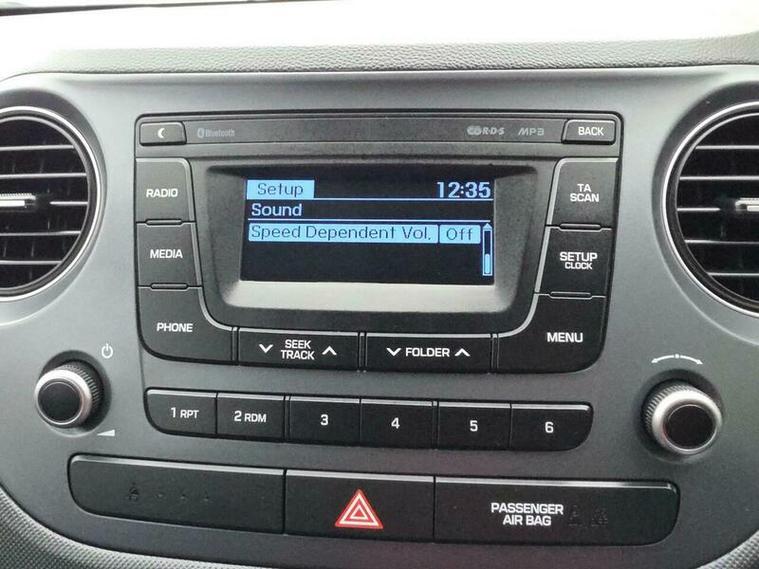 Bluetooth
R·D·S
MP3
BACK
RADIO
Setup 12:35
TA
SCAN
Sound
MEDIA
Speed Dependent Vol. Off
SETUP
CLOCK
PHONE
SEEK
TRACK
FOLDER
MENU
1 RPT
2 RDM
3
4
5
6
PASSENGER
AIR BAG